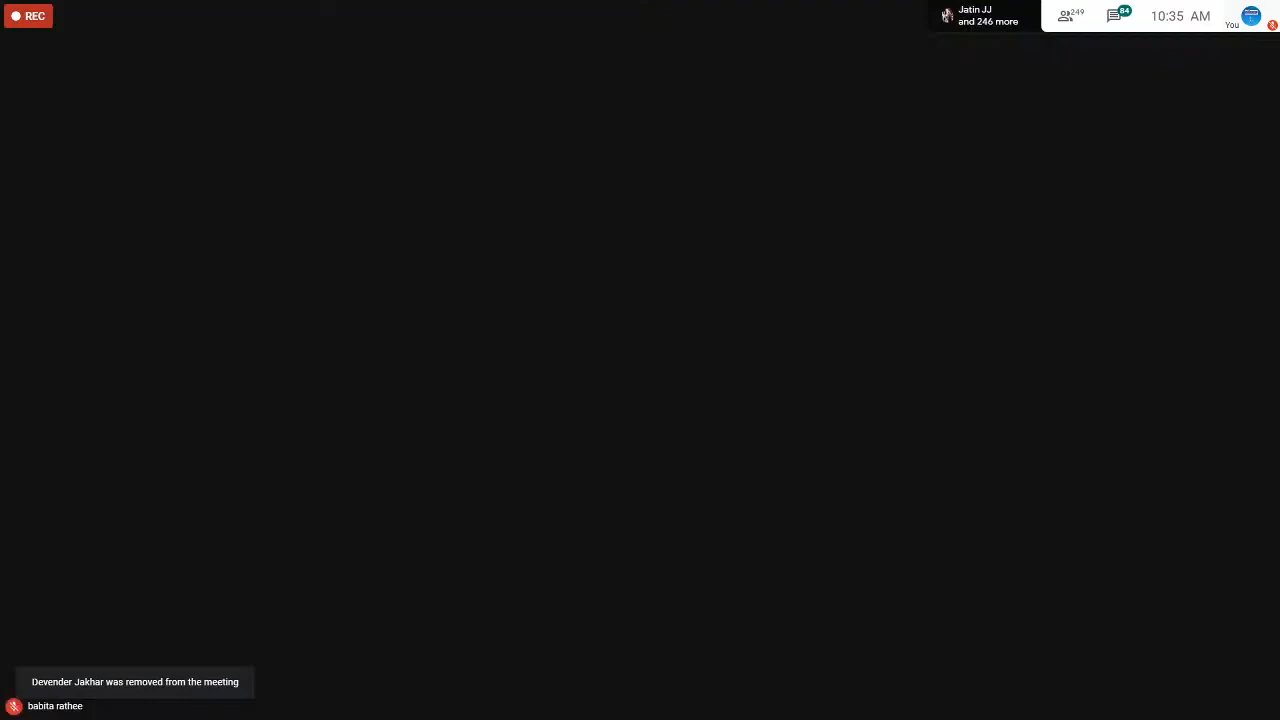 REC
Jatin JJ
and 246 more
249
84
10:35 AM
You
Devender Jakhar was removed from the meeting
babita rathee